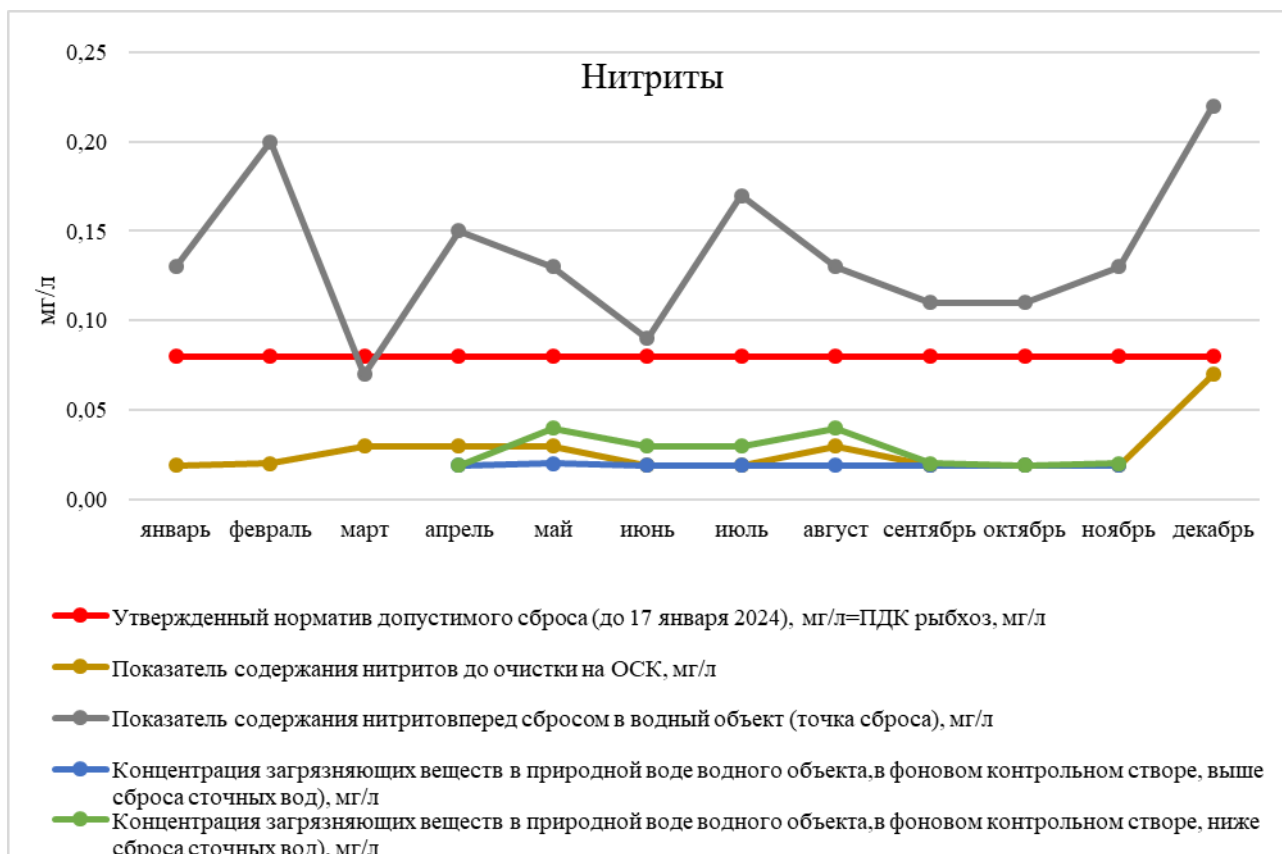 Нитриты
0,25
0,20
0,15
0,10
0,05
0,00
мг/л
январь февраль март апрель май июнь июль август сентябрь октябрь ноябрь декабрь
Утвержденный норматив допустимого сброса (до 17 января 2024), мг/л=ПДК рыбхоз, мг/л
Показатель содержания нитритов до очистки на ОСК, мг/л
Показатель содержания нитритовперед сбросом в водный объект (точка сброса), мг/л
Концентрация загрязняющих веществ в природной воде водного объекта,в фоновом контрольном створе, выше
сброса сточных вод), мг/л
Концентрация загрязняющих веществ в природной воде водного объекта,в фоновом контрольном створе, ниже
сброса сточных вод), мг/л